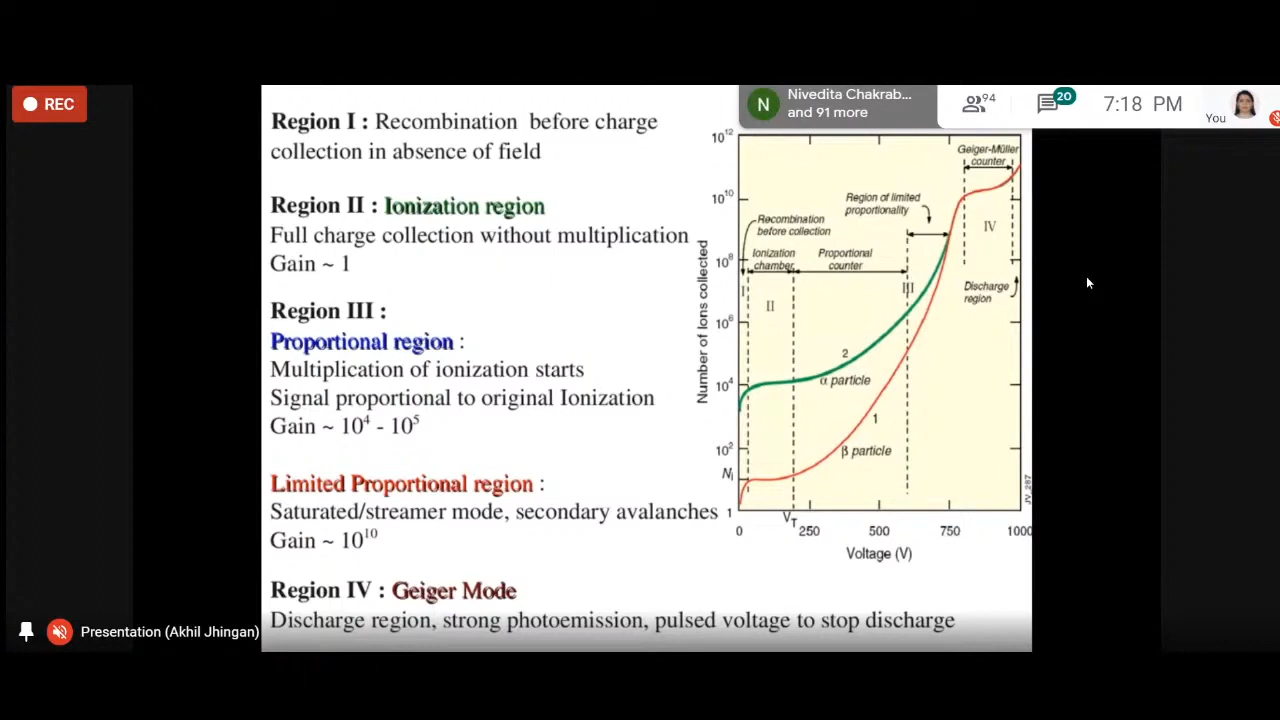 REC
N
Nivedita Chakrab...
and 91 more
94
20
7:18 PM
You
Region I : Recombination before charge
collection in absence of field
Region II : Ionization region
Full charge collection without multiplication
Gain ~ 1
Region III :
Proportional region :
Multiplication of ionization starts
Signal proportional to original Ionization
Gain ~ 10⁴ - 10⁵
Limited Proportional region :
Saturated/streamer mode, secondary avalanches
Gain ~ 10¹⁰
Region IV : Geiger Mode
Discharge region, strong photoemission, pulsed voltage to stop discharge
Number of Ions collected
10¹²
10¹⁰
10⁸
10⁶
10⁴
10²
Nᵢ
1
Geiger-Müller
counter
Region of limited
proportionality
Recombination
before collection
Ionization
chamber
Proportional
counter
I
II
III
IV
Discharge
region
2
α particle
1
β particle
V_T
0
250
500
750
1000
Voltage (V)
JV_287
Presentation (Akhil Jhingan)